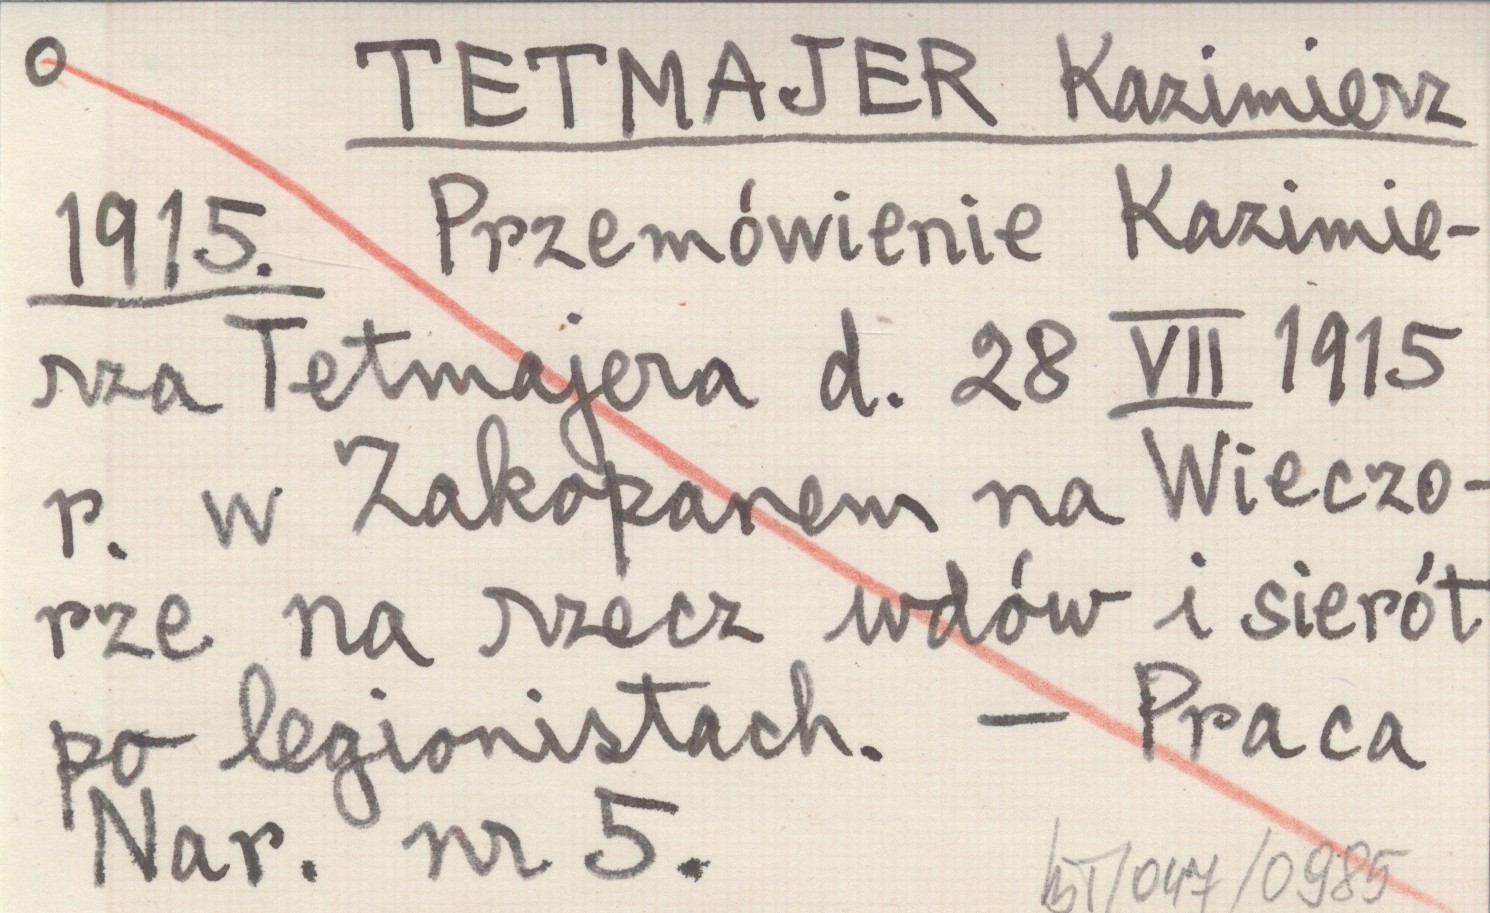 O TETMAJER Kazimierz
1915. Przemówienie Kazimie-
rza Tetmajera d. 28 VII 1915
r. w Zakopanem na Wieczo-
rze na rzecz wdów i sierót
po legionistach. — Praca
Nar. nr 5.
/047/0985